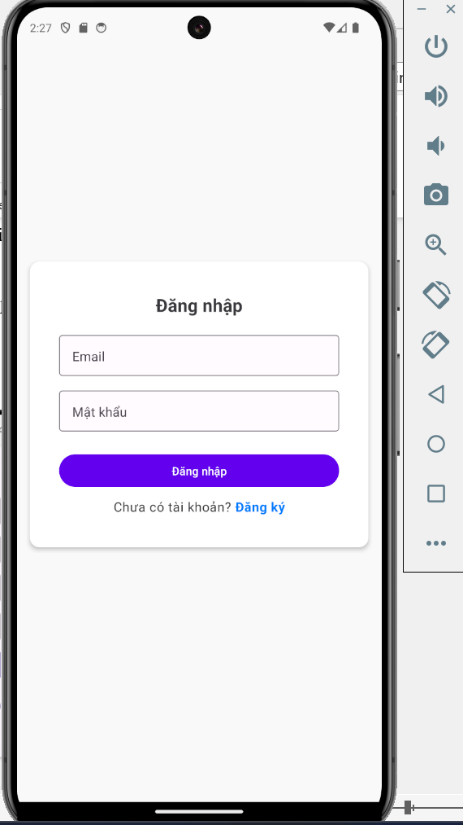 2:27
Đăng nhập
Email
Mật khẩu
Đăng nhập
Chưa có tài khoản? Đăng ký